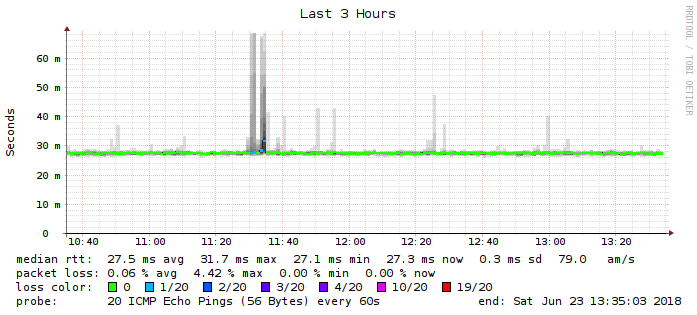 Last 3 Hours
RRDTOOL / TOBI OETIKER
Seconds
60 m
50 m
40 m
30 m
20 m
10 m
0
10:40 11:00 11:20 11:40 12:00 12:20 12:40 13:00 13:20
median rtt: 27.5 ms avg 31.7 ms max 27.1 ms min 27.3 ms now 0.3 ms sd 79.0 am/s
packet loss: 0.06 % avg 4.42 % max 0.00 % min 0.00 % now
loss color: 0 1/20 2/20 3/20 4/20 10/20 19/20
probe: 20 ICMP Echo Pings (56 Bytes) every 60s end: Sat Jun 23 13:35:03 2018